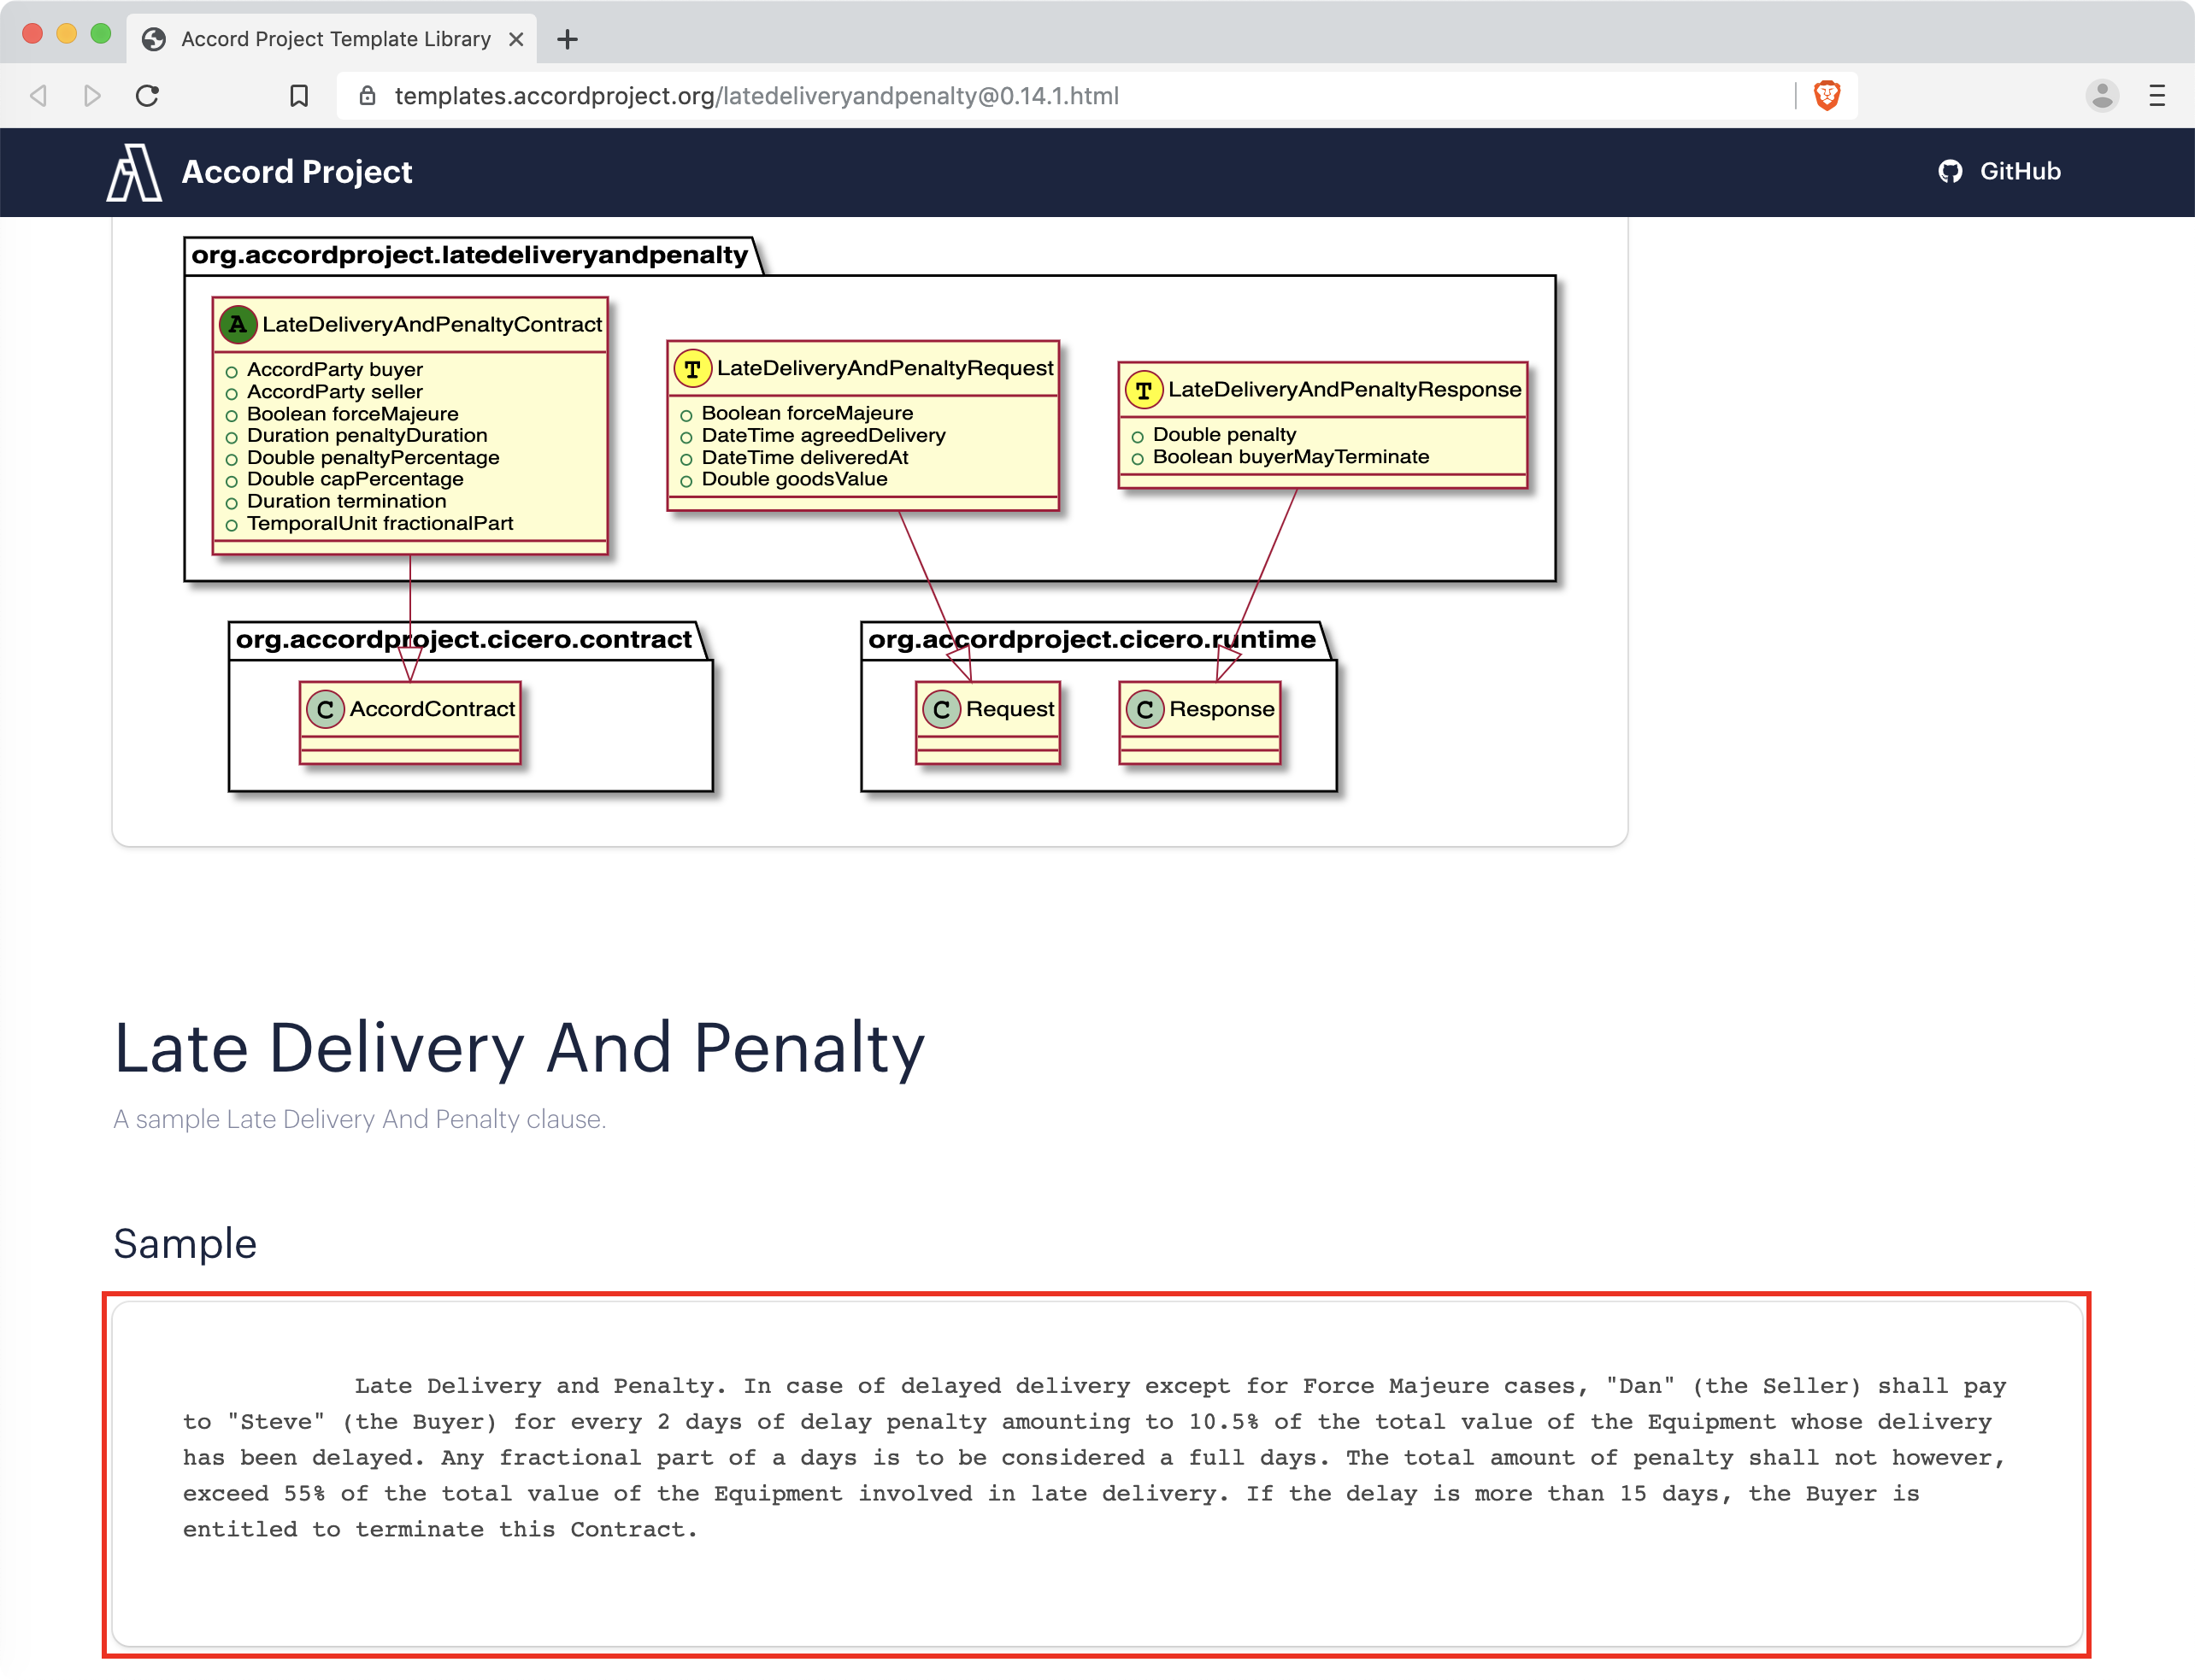 Accord Project Template Library
templates.accordproject.org/latedeliveryandpenalty@0.14.1.html
Accord Project
GitHub
org.accordproject.latedeliveryandpenalty
A LateDeliveryAndPenaltyContract
AccordParty buyer
AccordParty seller
Boolean forceMajeure
Duration penaltyDuration
Double penaltyPercentage
Double capPercentage
Duration termination
TemporalUnit fractionalPart
T LateDeliveryAndPenaltyRequest
Boolean forceMajeure
DateTime agreedDelivery
DateTime deliveredAt
Double goodsValue
T LateDeliveryAndPenaltyResponse
Double penalty
Boolean buyerMayTerminate
org.accordproject.cicero.contract
C AccordContract
org.accordproject.cicero.runtime
C Request
C Response
Late Delivery And Penalty
A sample Late Delivery And Penalty clause.
Sample
Late Delivery and Penalty. In case of delayed delivery except for Force Majeure cases, "Dan" (the Seller) shall pay
to "Steve" (the Buyer) for every 2 days of delay penalty amounting to 10.5% of the total value of the Equipment whose delivery
has been delayed. Any fractional part of a days is to be considered a full days. The total amount of penalty shall not however,
exceed 55% of the total value of the Equipment involved in late delivery. If the delay is more than 15 days, the Buyer is
entitled to terminate this Contract.